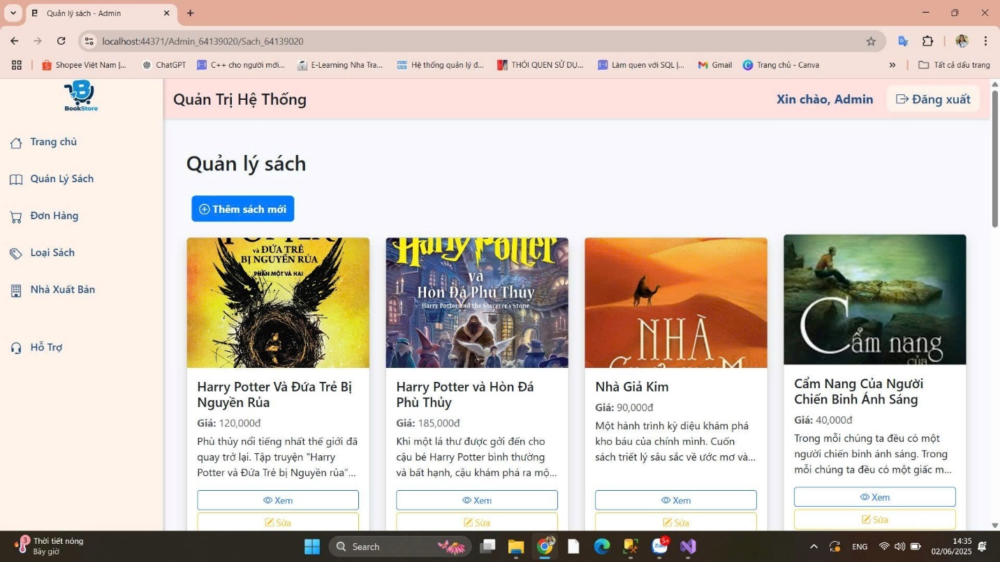 Quản lý sách - Admin
localhost:44371/Admin_64139020/Sach_64139020
Shopee Việt Nam |...
ChatGPT
C++ cho người mới...
E-Learning Nha Tra...
Hệ thống quản lý đ...
THÓI QUEN SỬ DỤ...
Làm quen với SQL |...
Gmail
Trang chủ - Canva
Tất cả dấu trang
BookStore
Quản Trị Hệ Thống
Xin chào, Admin
Đăng xuất
Trang chủ
Quản Lý Sách
Đơn Hàng
Loại Sách
Nhà Xuất Bản
Hỗ Trợ
Quản lý sách
Thêm sách mới
và ĐỨA TRẺ
BỊ NGUYỀN RỦA
PHẦN MỘT VÀ HAI
Harry Potter Và Đứa Trẻ Bị
Nguyền Rủa
Giá: 120,000đ
Phù thủy nổi tiếng nhất thế giới đã
quay trở lại. Tập truyện "Harry
Potter và Đứa Trẻ bị Nguyền rủa”...
Xem
Sửa
Harry Potter
và
Hòn Đá Phù Thủy
Harry Potter and the Sorcerer's Stone
Harry Potter và Hòn Đá
Phù Thủy
Giá: 185,000đ
Khi một lá thư được gởi đến cho
cậu bé Harry Potter bình thường
và bất hạnh, cậu khám phá ra mộ...
Xem
Sửa
NHÀ
Nhà Giả Kim
Giá: 90,000đ
Một hành trình kỳ diệu khám phá
kho báu của chính mình. Cuốn
sách triết lý sâu sắc về ước mơ và...
Xem
Sửa
Cẩm nang
của
Cẩm Nang Của Người
Chiến Binh Ánh Sáng
Giá: 40,000đ
Trong mỗi chúng ta đều có một
người chiến binh ánh sáng. Trong
mỗi chúng ta đều có một giấc m...
Xem
Sửa
3
Thời tiết nóng
Bây giờ
Search
Zalo
5+
ENG
14:35
02/06/2025